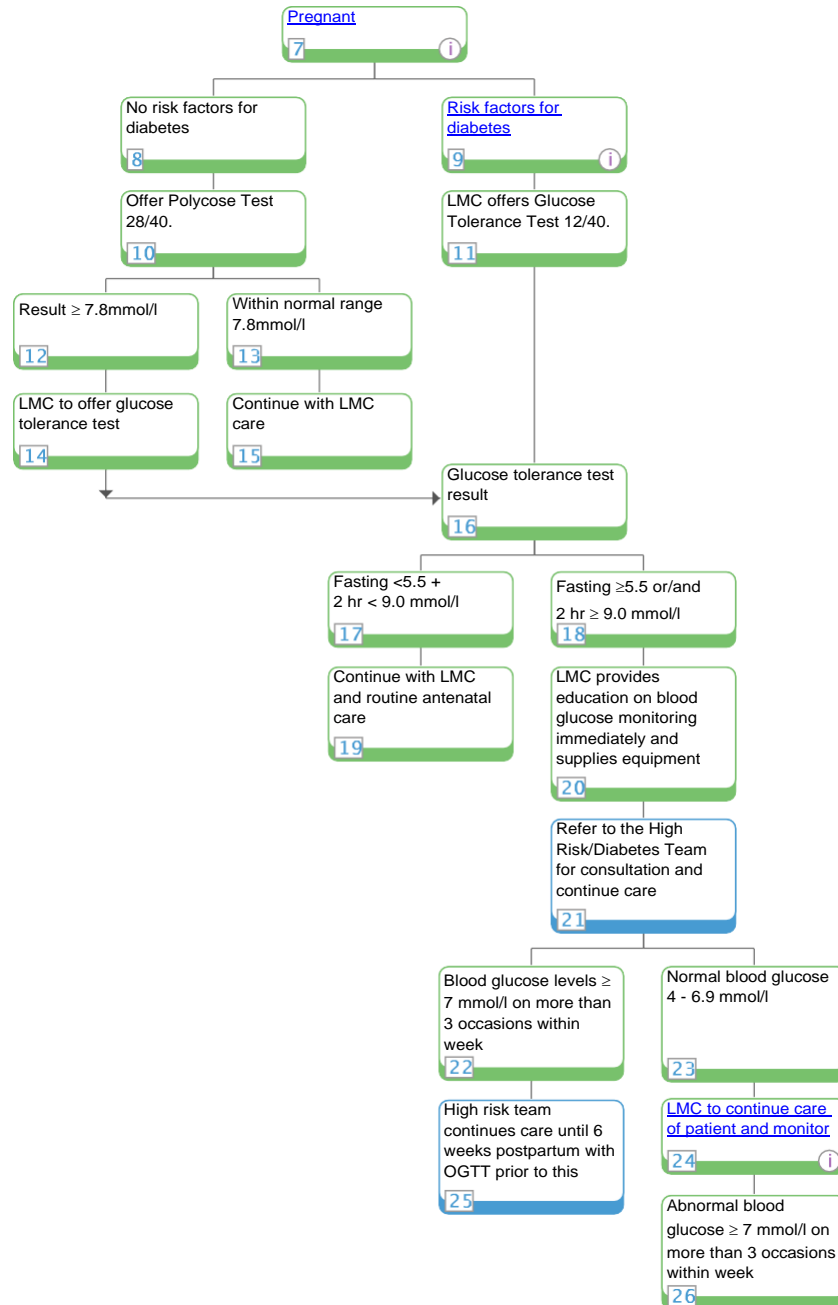 Pregnant
7
i
No risk factors for
diabetes
8
Risk factors for
diabetes
9
i
Offer Polycose Test
28/40.
10
LMC offers Glucose
Tolerance Test 12/40.
11
Result ≥ 7.8mmol/l
12
Within normal range
7.8mmol/l
13
LMC to offer glucose
tolerance test
14
Continue with LMC
care
15
Glucose tolerance test
result
16
Fasting <5.5 +
2 hr < 9.0 mmol/l
17
Fasting ≥5.5 or/and
2 hr ≥ 9.0 mmol/l
18
Continue with LMC
and routine antenatal
care
19
LMC provides
education on blood
glucose monitoring
immediately and
supplies equipment
20
Refer to the High
Risk/Diabetes Team
for consultation and
continue care
21
Blood glucose levels ≥
7 mmol/l on more than
3 occasions within
week
22
Normal blood glucose
4 - 6.9 mmol/l
23
High risk team
continues care until 6
weeks postpartum with
OGTT prior to this
25
LMC to continue care
of patient and monitor
24
i
Abnormal blood
glucose ≥ 7 mmol/l on
more than 3 occasions
within week
26